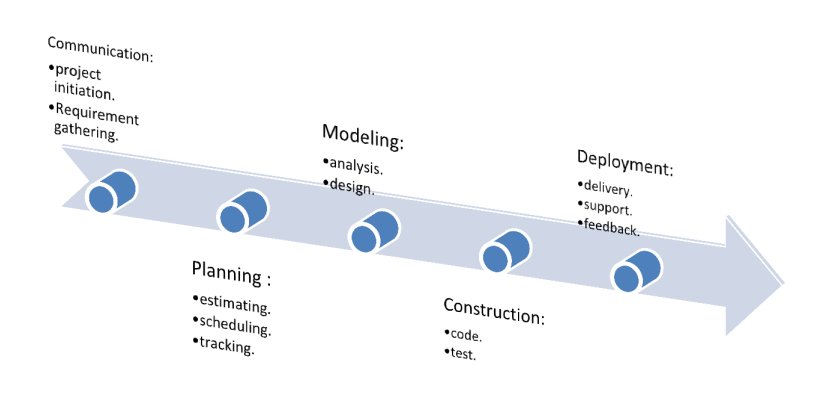 Communication:
•project
initiation.
•Requirement
gathering.
Planning :
•estimating.
•scheduling.
•tracking.
Modeling:
•analysis.
•design.
Construction:
•code.
•test.
Deployment:
•delivery.
•support.
•feedback.